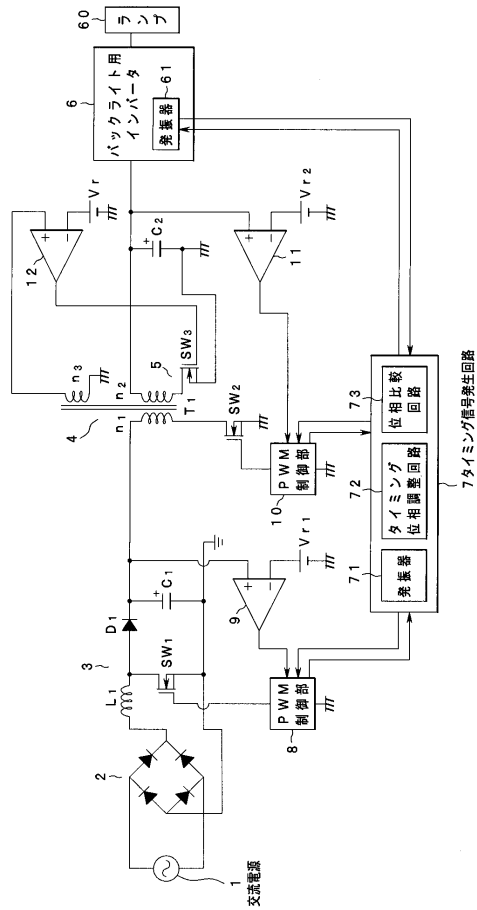 60
ランプ
6
バックライト用
インバータ
発振器
61
12
+
-
Vr
C2
+
+
-
Vr2
11
n3
4
n1
n2
T1
5
SW3
SW2
PWM
制御部
10
3
L1
D1
SW1
+
C1
+
-
Vr1
9
2
1
交流電源
PWM
制御部
8
71
発振器
72
タイミング
位相調整回路
73
位相比較
回路
7タイミング信号発生回路